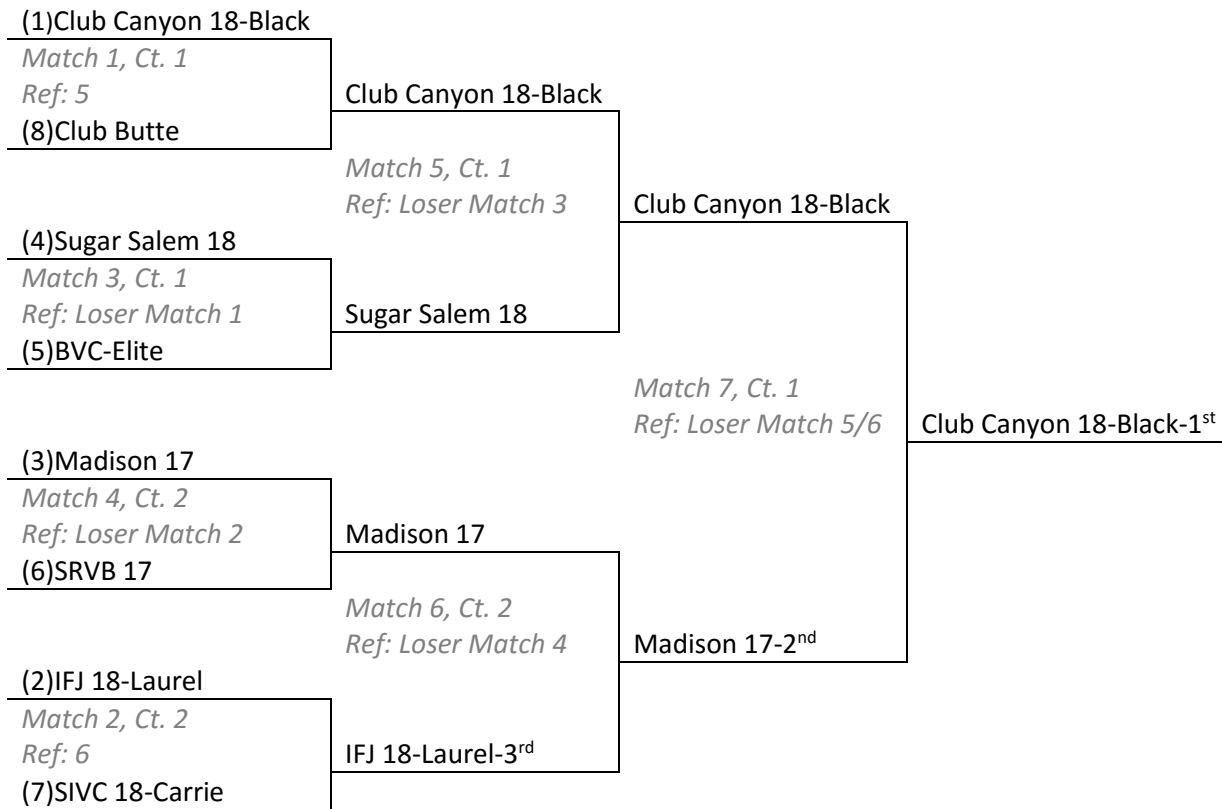 (1)Club Canyon 18-Black
Match 1, Ct. 1
Ref: 5
(8)Club Butte
Club Canyon 18-Black
Match 5, Ct. 1
Ref: Loser Match 3
Club Canyon 18-Black
(4)Sugar Salem 18
Match 3, Ct. 1
Ref: Loser Match 1
(5)BVC-Elite
Sugar Salem 18
Match 7, Ct. 1
Ref: Loser Match 5/6
Club Canyon 18-Black-1st
(3)Madison 17
Match 4, Ct. 2
Ref: Loser Match 2
(6)SRVB 17
Madison 17
Match 6, Ct. 2
Ref: Loser Match 4
Madison 17-2nd
(2)IFJ 18-Laurel
Match 2, Ct. 2
Ref: 6
(7)SIVC 18-Carrie
IFJ 18-Laurel-3rd